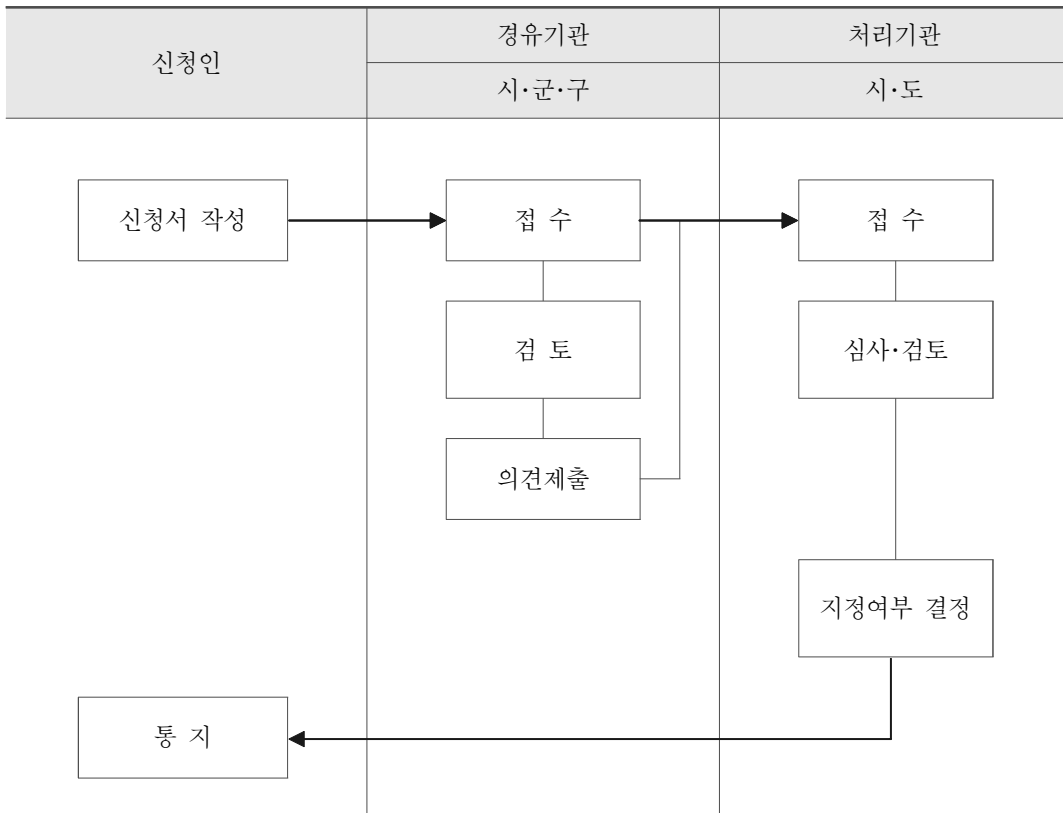 신청인
경유기관
처리기관
시·군·구
시·도
신청서 작성
접 수
접 수
검 토
심사·검토
의견제출
지정여부 결정
통 지